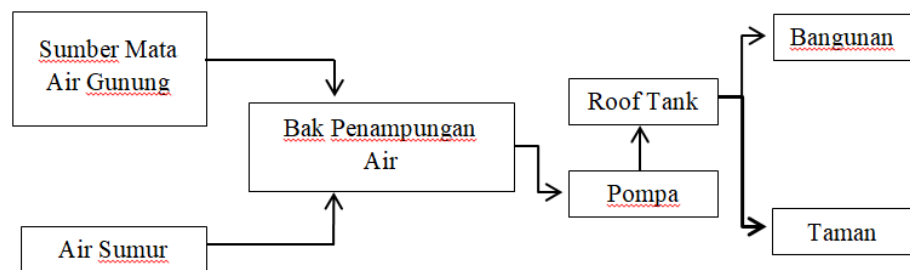 Sumber Mata
Air Gunung
Bak Penampungan
Air
Air Sumur
Roof Tank
Pompa
Bangunan
Taman